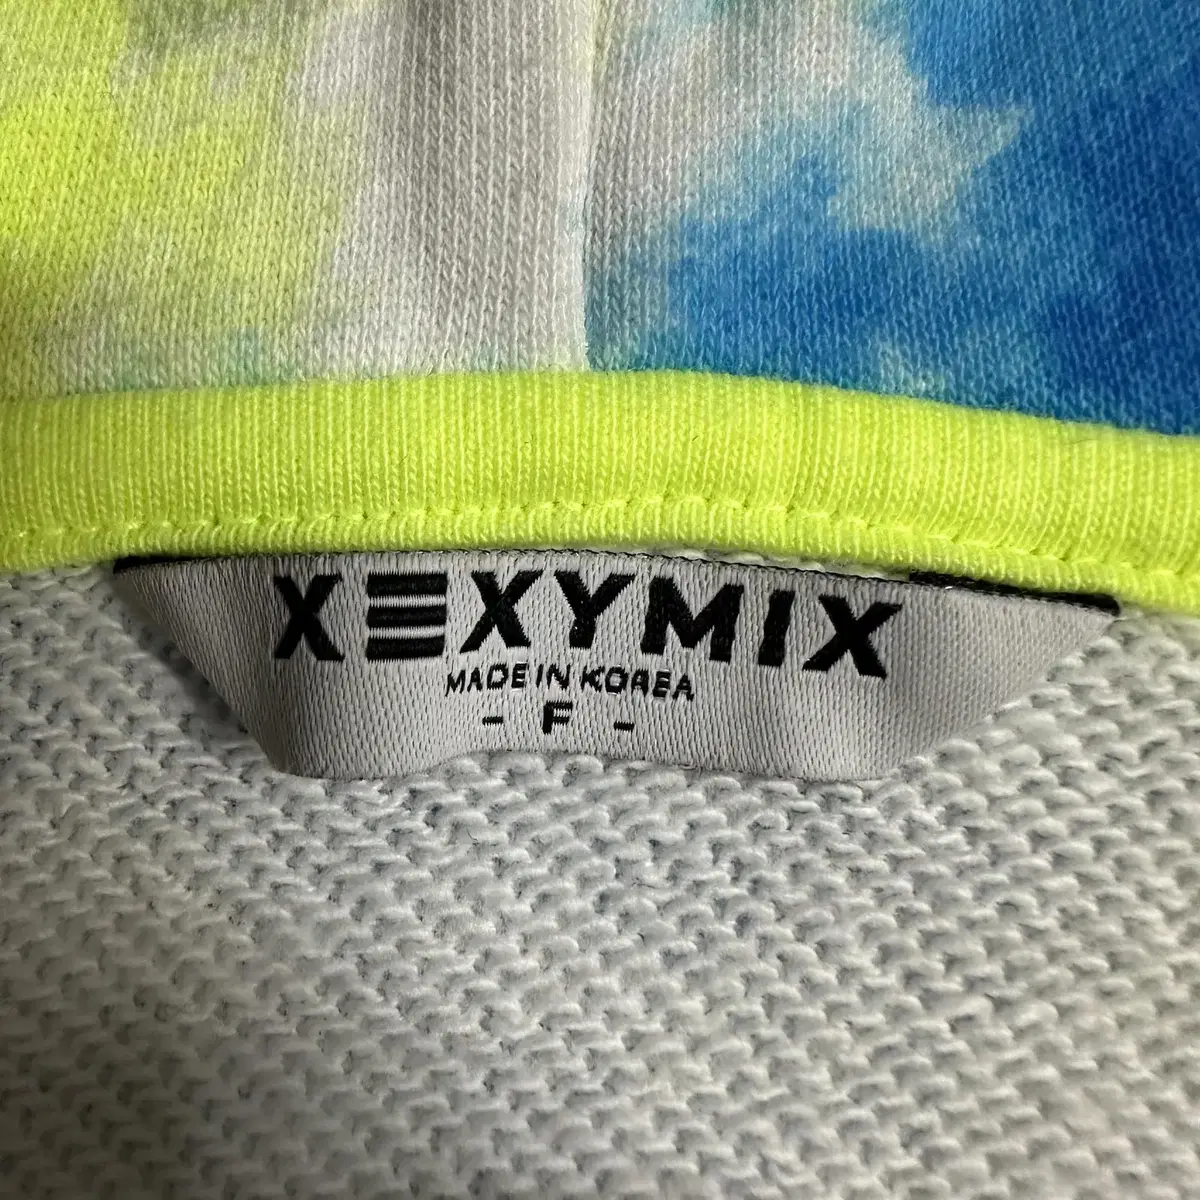 XEXYMIX
MADE IN KOREA
- F -